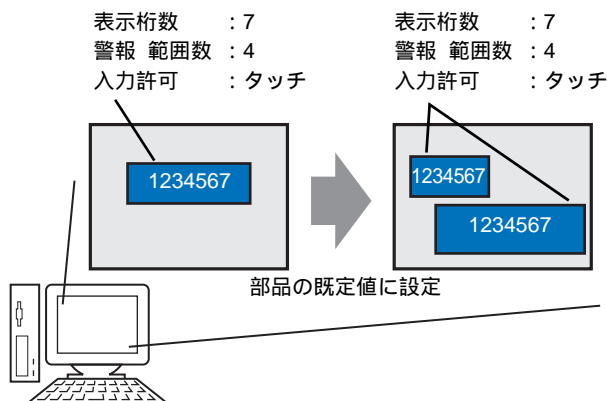 表示桁数 :7
警報 範囲数 :4
入力許可 :タッチ
表示桁数 :7
警報 範囲数 :4
入力許可 :タッチ
1234567
1234567
1234567
部品の既定値に設定